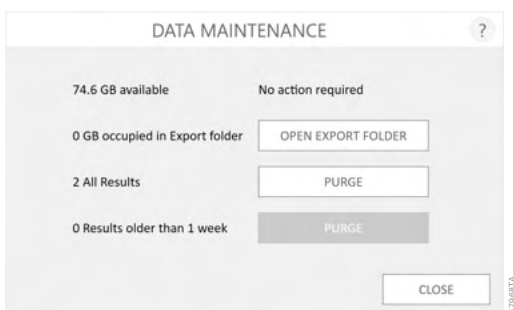 DATA MAINTENANCE
?
74.6 GB available
No action required
0 GB occupied in Export folder
OPEN EXPORT FOLDER
2 All Results
PURGE
0 Results older than 1 week
PURGE
CLOSE